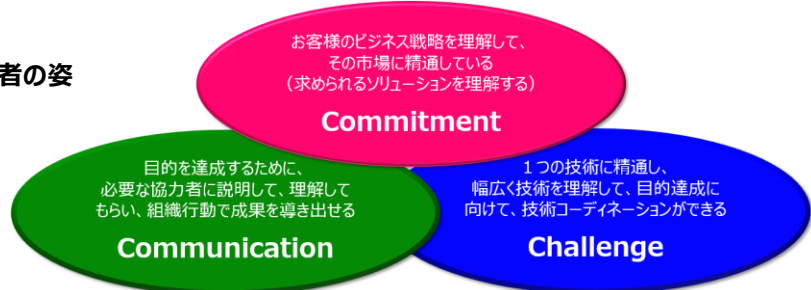 者の姿
お客様のビジネス戦略を理解して、
その市場に精通している
（求められるソリューションを理解する）
Commitment
目的を達成するために、
必要な協力者に説明して、理解して
もらい、組織行動で成果を導き出せる
Communication
１つの技術に精通し、
幅広く技術を理解して、目的達成に
向けて、技術コーディネーションができる
Challenge